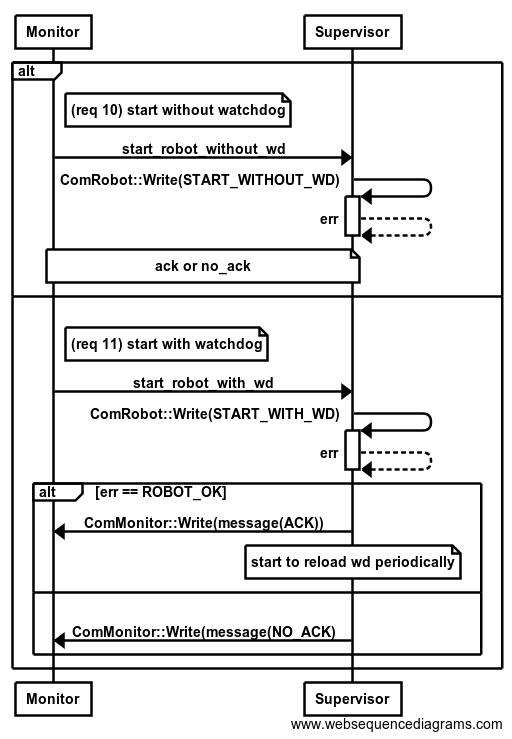 Monitor Supervisor
alt
(req 10) start without watchdog
start_robot_without_wd
ComRobot::Write(START_WITHOUT_WD)
err
ack or no_ack
(req 11) start with watchdog
start_robot_with_wd
ComRobot::Write(START_WITH_WD)
err
alt [err == ROBOT_OK]
ComMonitor::Write(message(ACK))
start to reload wd periodically
ComMonitor::Write(message(NO_ACK)
Monitor Supervisor
www.websequencediagrams.com